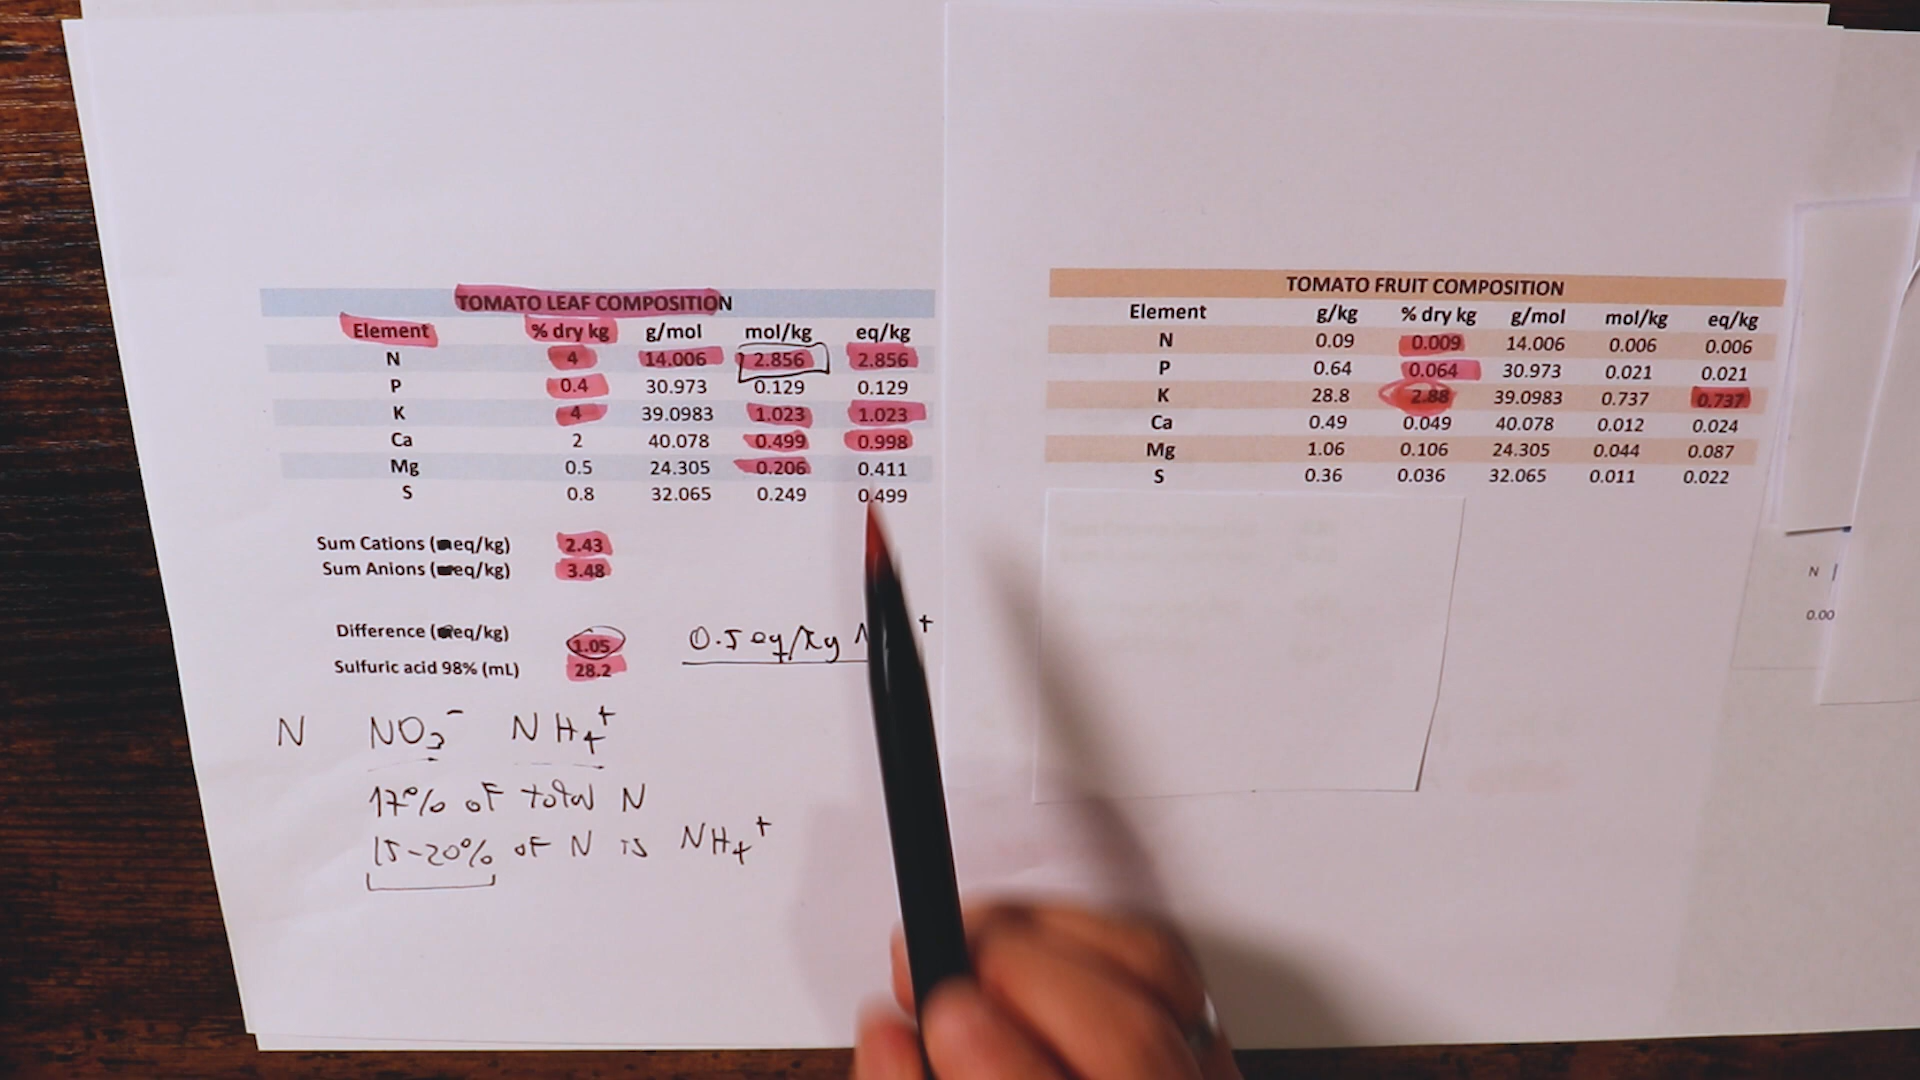 TOMATO LEAF COMPOSITION
Element % dry kg g/mol mol/kg eq/kg
N 4 14.006 2.856 2.856
P 0.4 30.973 0.129 0.129
K 4 39.0983 1.023 1.023
Ca 2 40.078 0.499 0.998
Mg 0.5 24.305 0.206 0.411
S 0.8 32.065 0.249 0.499
Sum Cations (eq/kg) 2.43
Sum Anions (eq/kg) 3.48
Difference (eq/kg) 1.05
Sulfuric acid 98% (mL) 28.2
0.5 eq/kg +
N NO3- NH4+
17% of total N
15-20% of N is NH4+
TOMATO FRUIT COMPOSITION
Element g/kg % dry kg g/mol mol/kg eq/kg
N 0.09 0.009 14.006 0.006 0.006
P 0.64 0.064 30.973 0.021 0.021
K 28.8 2.88 39.0983 0.737 0.737
Ca 0.49 0.049 40.078 0.012 0.024
Mg 1.06 0.106 24.305 0.044 0.087
S 0.36 0.036 32.065 0.011 0.022
N
0.00